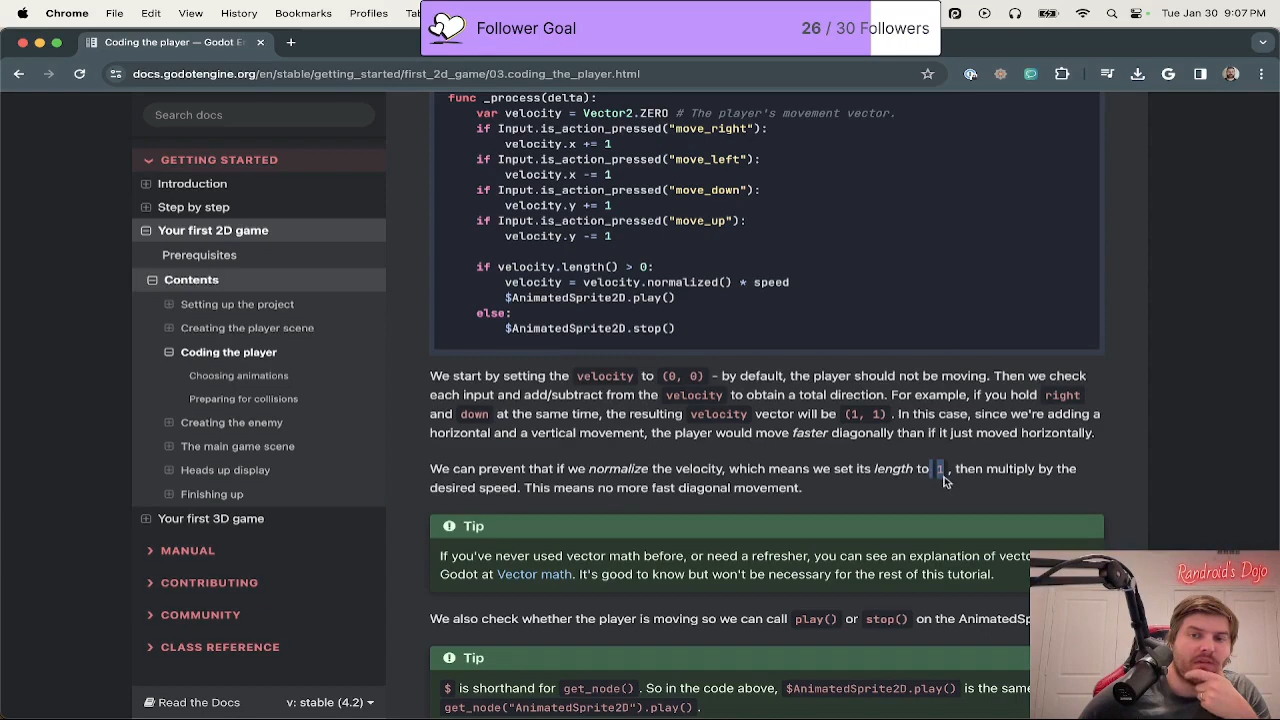 Chrome File Edit View History Bookmarks Profiles
Tue Jan 30 9:07 PM
Follower Goal 26 / 30 Followers
Coding the player — Godot E
docs.godotengine.org/en/stable/getting_started/first_2d_game/03.coding_the_player.html
Search docs
GETTING STARTED
Introduction
Step by step
Your first 2D game
Prerequisites
Contents
Setting up the project
Creating the player scene
Coding the player
Choosing animations
Preparing for collisions
Creating the enemy
The main game scene
Heads up display
Finishing up
Your first 3D game
MANUAL
CONTRIBUTING
COMMUNITY
CLASS REFERENCE
Read the Docs v: stable (4.2)
func _process(delta):
var velocity = Vector2.ZERO # The player's movement vector.
if Input.is_action_pressed("move_right"):
velocity.x += 1
if Input.is_action_pressed("move_left"):
velocity.x -= 1
if Input.is_action_pressed("move_down"):
velocity.y += 1
if Input.is_action_pressed("move_up"):
velocity.y -= 1
if velocity.length() > 0:
velocity = velocity.normalized() * speed
$AnimatedSprite2D.play()
else:
$AnimatedSprite2D.stop()
We start by setting the velocity to (0, 0) - by default, the player should not be moving. Then we check
each input and add/subtract from the velocity to obtain a total direction. For example, if you hold right
and down at the same time, the resulting velocity vector will be (1, 1). In this case, since we're adding a
horizontal and a vertical movement, the player would move faster diagonally than if it just moved horizontally.
We can prevent that if we normalize the velocity, which means we set its length to 1, then multiply by the
desired speed. This means no more fast diagonal movement.
Tip
If you've never used vector math before, or need a refresher, you can see an explanation of vecto
Godot at Vector math. It's good to know but won't be necessary for the rest of this tutorial.
We also check whether the player is moving so we can call play() or stop() on the AnimatedSp
Tip
$ is shorthand for get_node(). So in the code above, $AnimatedSprite2D.play() is the same
get_node("AnimatedSprite2D").play().
Randroid's Dojo